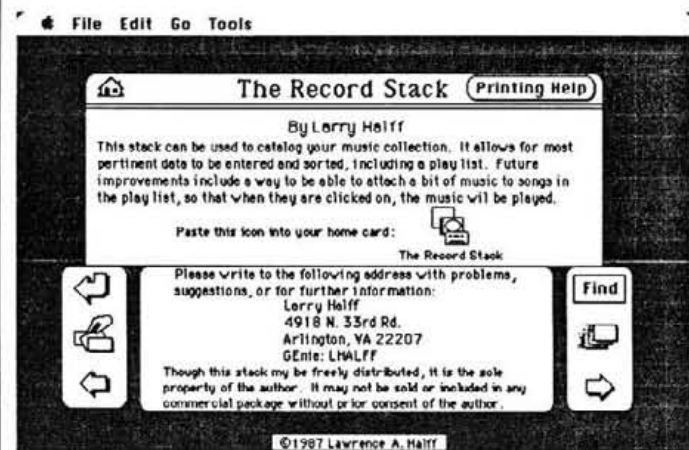 File Edit Go Tools
The Record Stack
Printing Help
By Larry Halff
This stack can be used to catalog your music collection. It allows for most
pertinent data to be entered and sorted, including a play list. Future
improvements include a way to be able to attach a bit of music to songs in
the play list, so that when they are clicked on, the music wil be played.
Paste this icon into your home card:
The Record Stack
Please write to the following address with problems,
suggestions, or for further information:
Larry Halff
4918 N. 33rd Rd.
Arlington, VA 22207
GEnie: LHALFF
Though this stack my be freely distributed, it is the sole
property of the author. It may not be sold or included in any
commercial package without prior consent of the author.
Find
©1987 Lawrence A. Halff